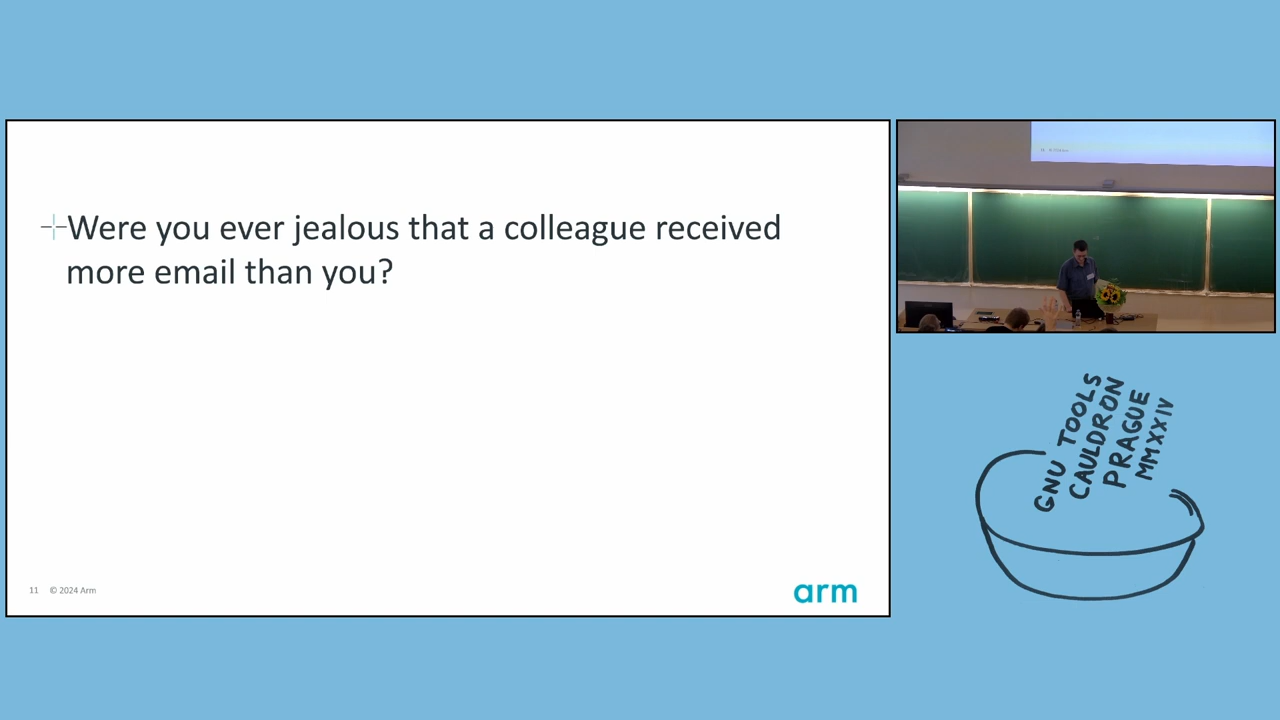 Were you ever jealous that a colleague received
more email than you?
11 © 2024 Arm
arm
GNU TOOLS
CAULDRON
PRAGUE
MMXXIV